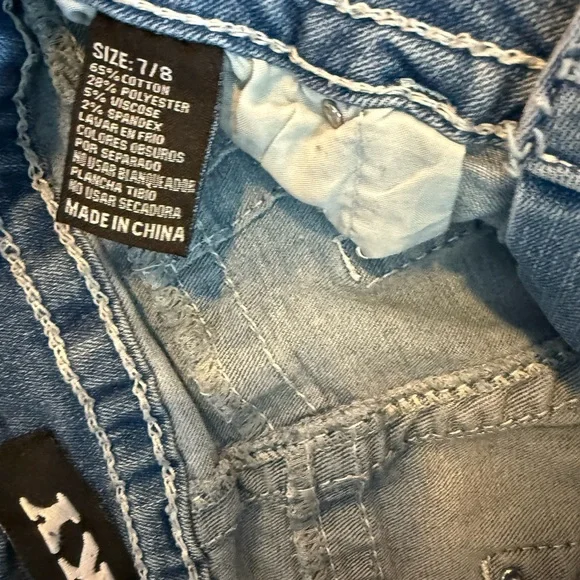 SIZE: 7/8
65% COTTON
28% POLYESTER
5% VISCOSE
2% SPANDEX
LAVAR EN FRIO
COLORES OBSUROS
POR SEPARADO
NO USAR BLANQUEADOR
PLANCHA TIBIO
NO USAR SECADORA
MADE IN CHINA